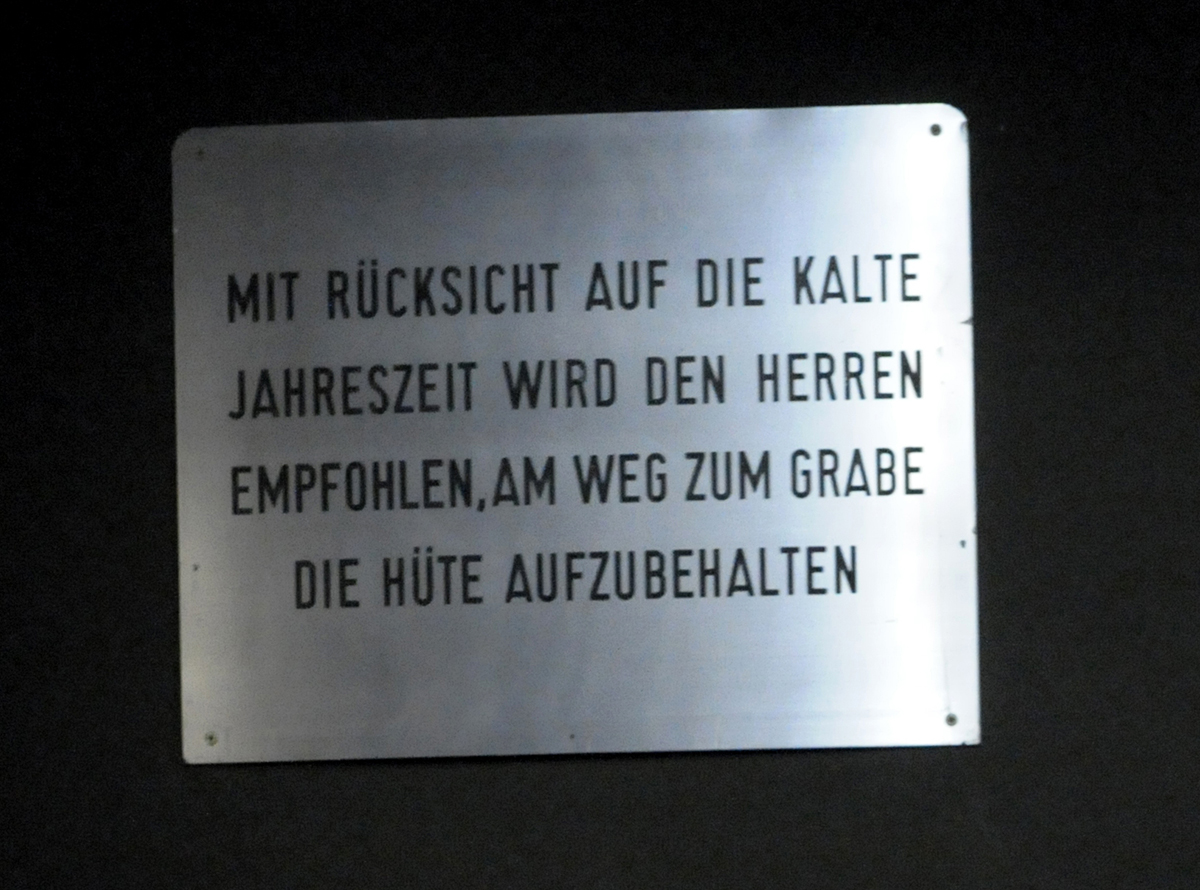 MIT RÜCKSICHT AUF DIE KALTE
JAHRESZEIT WIRD DEN HERREN
EMPFOHLEN, AM WEG ZUM GRABE
DIE HÜTE AUFZUBEHALTEN